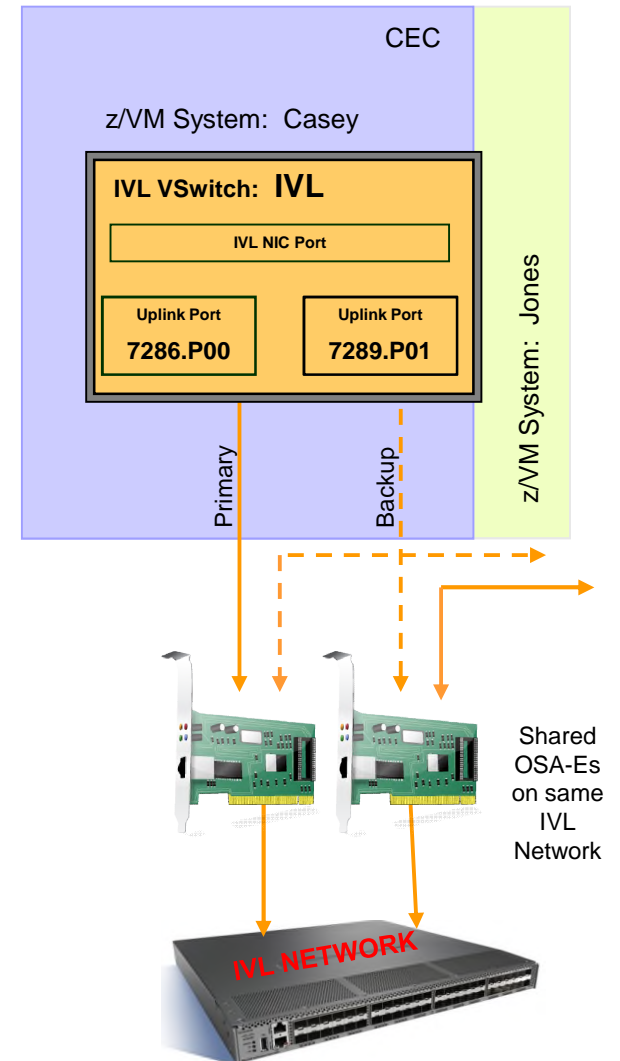 CEC
z/VM System: Casey
IVL VSwitch: IVL
IVL NIC Port
Uplink Port
7286.P00
Uplink Port
7289.P01
z/VM System: Jones
Primary
Backup
Shared
OSA-Es
on same
IVL
Network
IVL NETWORK